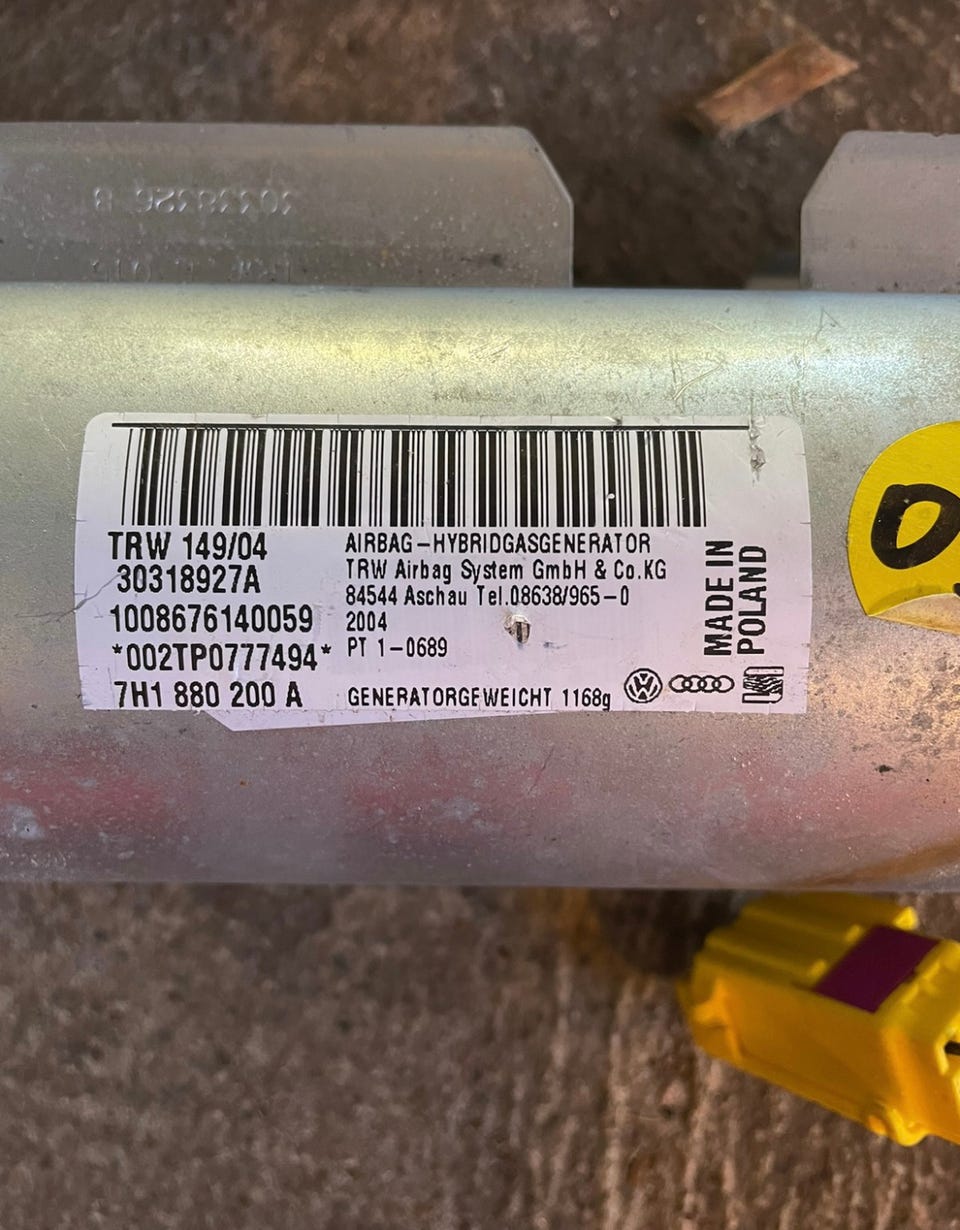 30338326 B
TRW 149/04
30318927A
1008676140059
*002TP0777494*
7H1 880 200 A
AIRBAG-HYBRIDGASGENERATOR
TRW Airbag System GmbH & Co.KG
84544 Aschau Tel.08638/965-0
2004
PT 1-0689
GENERATORGEWEICHT 1168g
MADE IN
POLAND